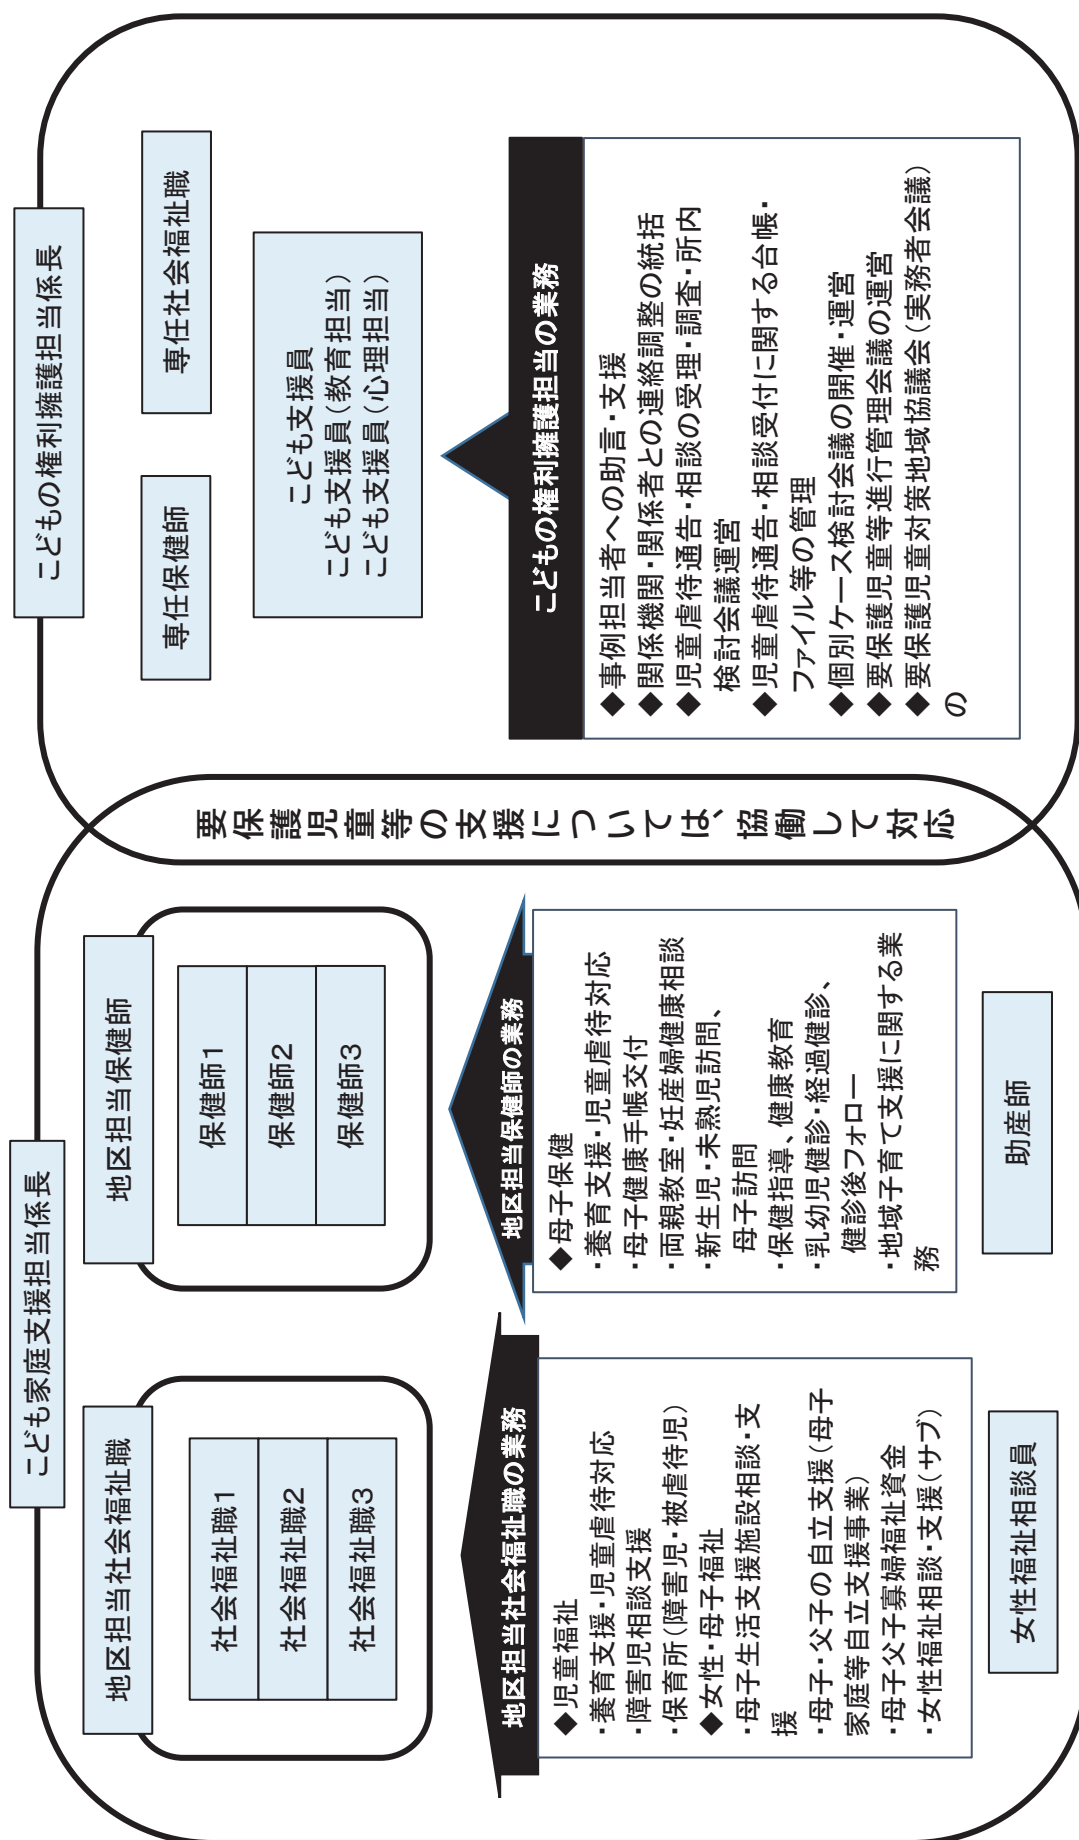 こども家庭支援担当係長
地区担当社会福祉職
社会福祉職1
社会福祉職2
社会福祉職3
地区担当社会福祉職の業務
◆児童福祉
・養育支援・児童虐待対応
・障害児相談支援
・保育所(障害児・被虐待児)
◆女性・母子福祉
・母子生活支援施設相談・支
援
・母子・父子の自立支援(母子
家庭等自立支援事業)
・母子父子寡婦福祉資金
・女性福祉相談・支援(サブ)
女性福祉相談員
地区担当保健師
保健師1
保健師2
保健師3
地区担当保健師の業務
◆母子保健
・養育支援・児童虐待対応
・母子健康手帳交付
・両親教室・妊産婦健康相談
・新生児・未熟児訪問、
母子訪問
・保健指導、健康教育
・乳幼児健診・経過健診、
健診後フォロー
・地域子育て支援に関する業
務
助産師
要保護児童等の支援については、協働して対応
こどもの権利擁護担当係長
専任保健師
専任社会福祉職
こども支援員
こども支援員(教育担当)
こども支援員(心理担当)
こどもの権利擁護担当の業務
◆事例担当者への助言・支援
◆関係機関・関係者との連絡調整の統括
◆児童虐待通告・相談の受理・調査・所内
検討会議運営
◆児童虐待通告・相談受付に関する台帳・
ファイル等の管理
◆個別ケース検討会議の開催・運営
◆要保護児童等進行管理会議の運営
◆要保護児童対策地域協議会(実務者会議)
の